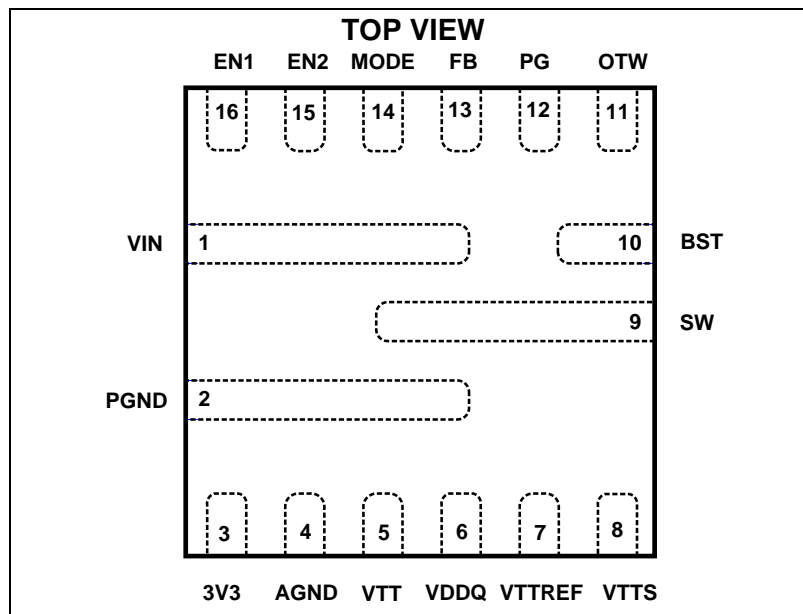 TOP VIEW
EN1 EN2 MODE FB PG OTW
16 15 14 13 12 11
VIN 1 10 BST
9 SW
PGND 2
3 4 5 6 7 8
3V3 AGND VTT VDDQ VTTREF VTTS